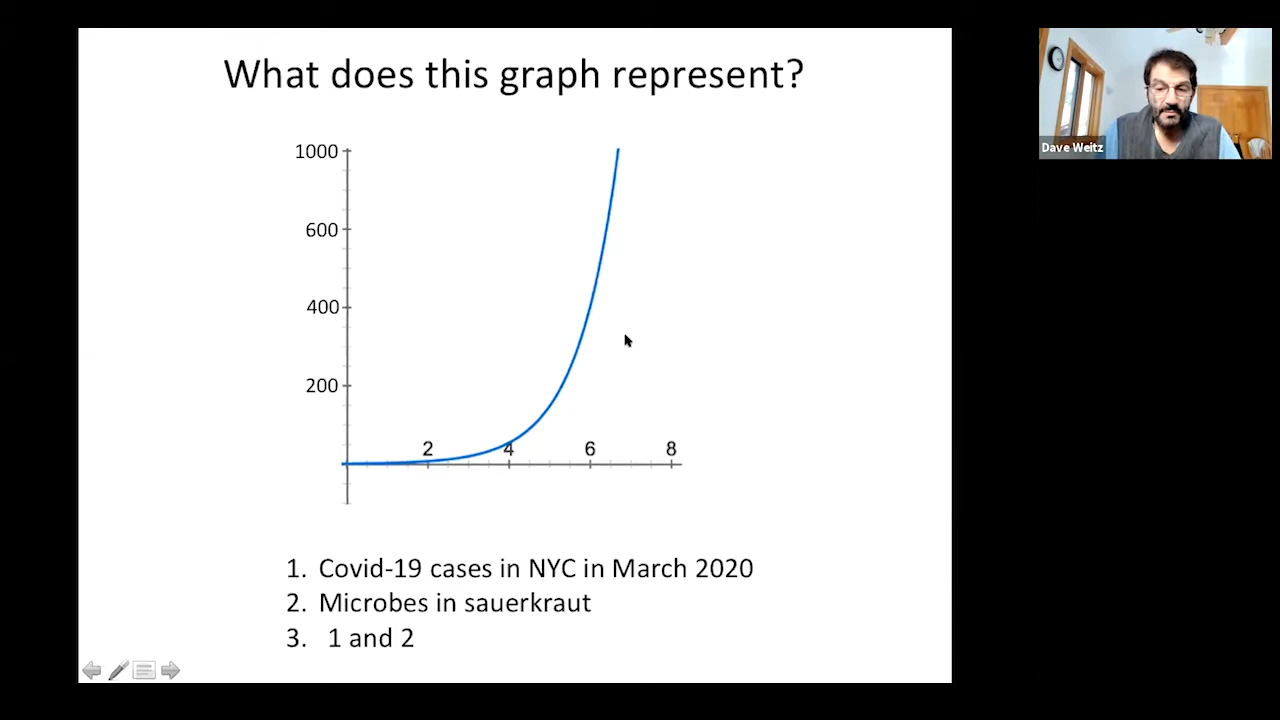 What does this graph represent?
1000
600
400
200
2 4 6 8
1. Covid-19 cases in NYC in March 2020
2. Microbes in sauerkraut
3. 1 and 2
Dave Weitz